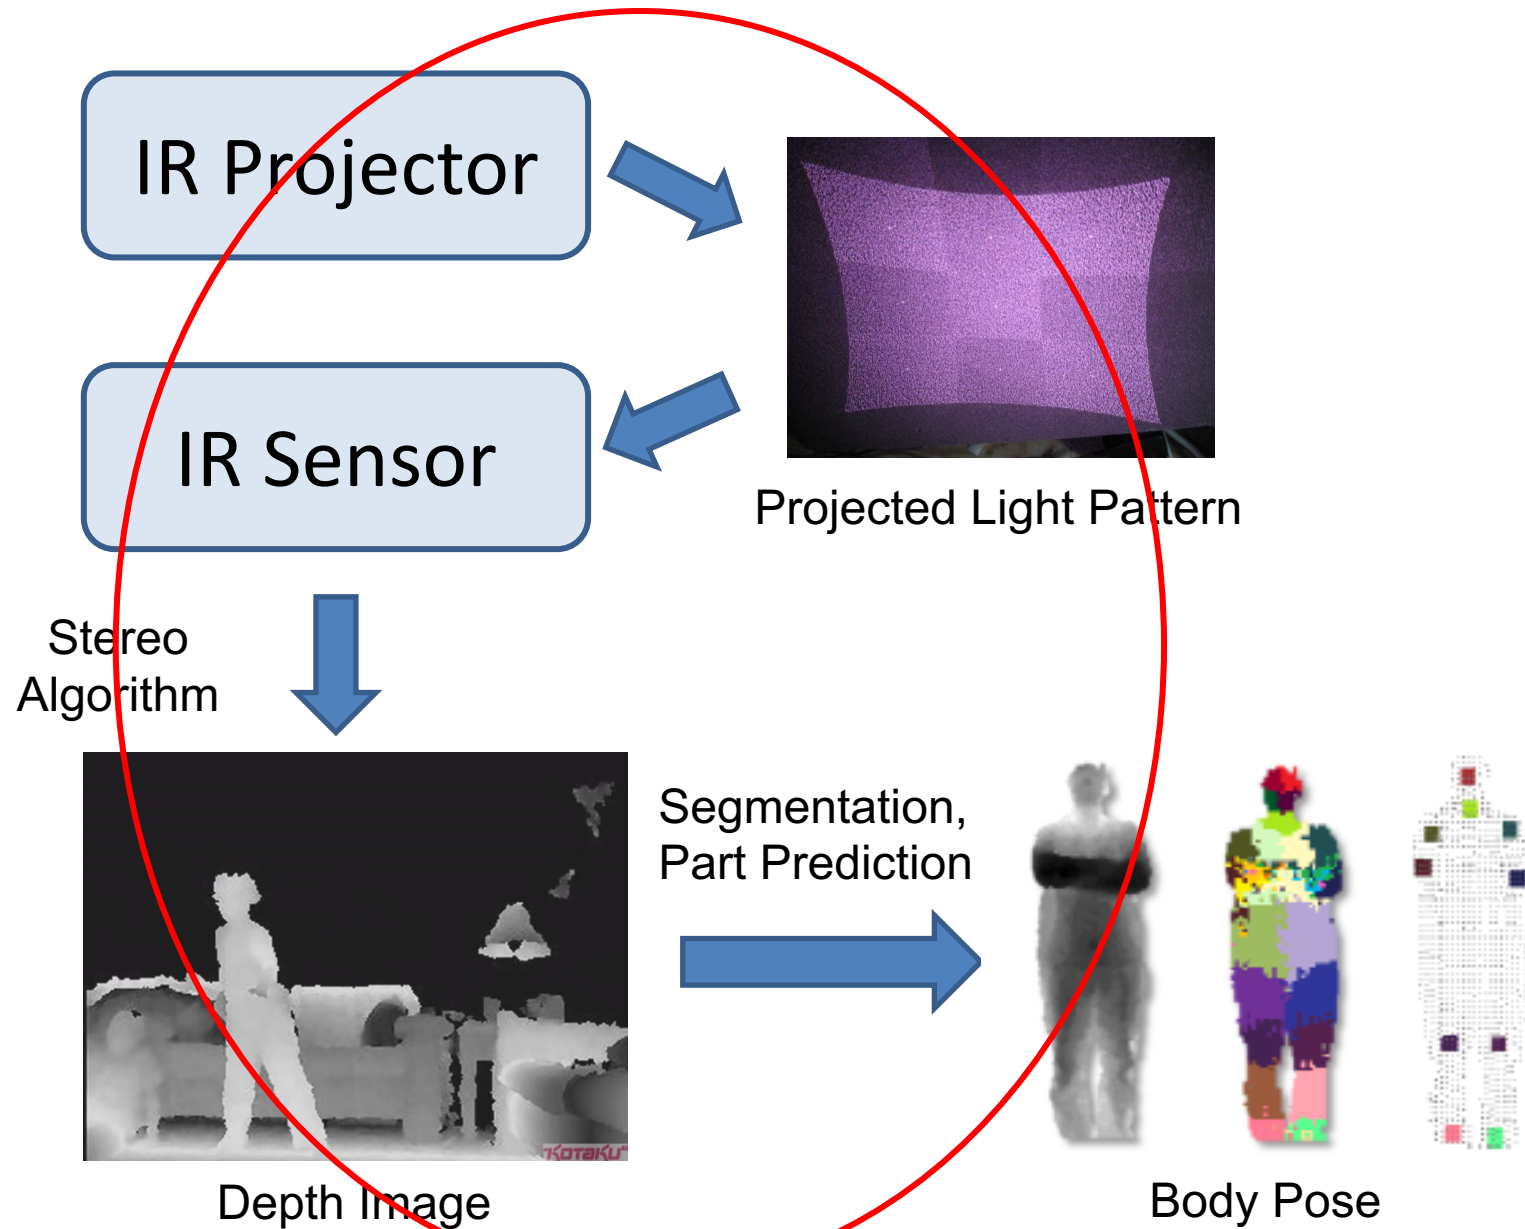 IR Projector
IR Sensor
Projected Light Pattern
Stereo
Algorithm
Segmentation,
Part Prediction
KOTAKU
Depth Image
Body Pose